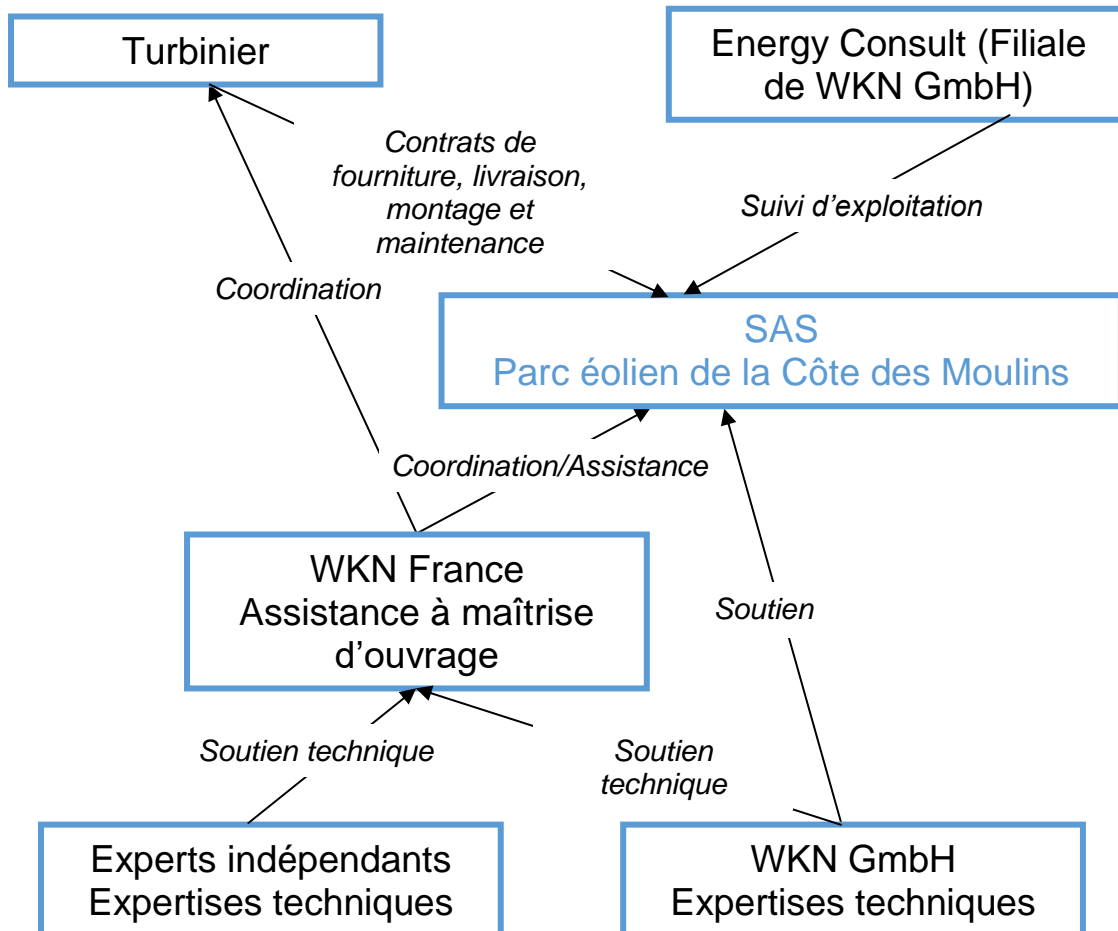 Turbinier
Energy Consult (Filiale
de WKN GmbH)
Contrats de
fourniture, livraison,
montage et
maintenance
Suivi d’exploitation
Coordination
SAS
Parc éolien de la Côte des Moulins
Coordination/Assistance
WKN France
Assistance à maîtrise
d’ouvrage
Soutien
Soutien technique
Soutien
technique
Experts indépendants
Expertises techniques
WKN GmbH
Expertises techniques